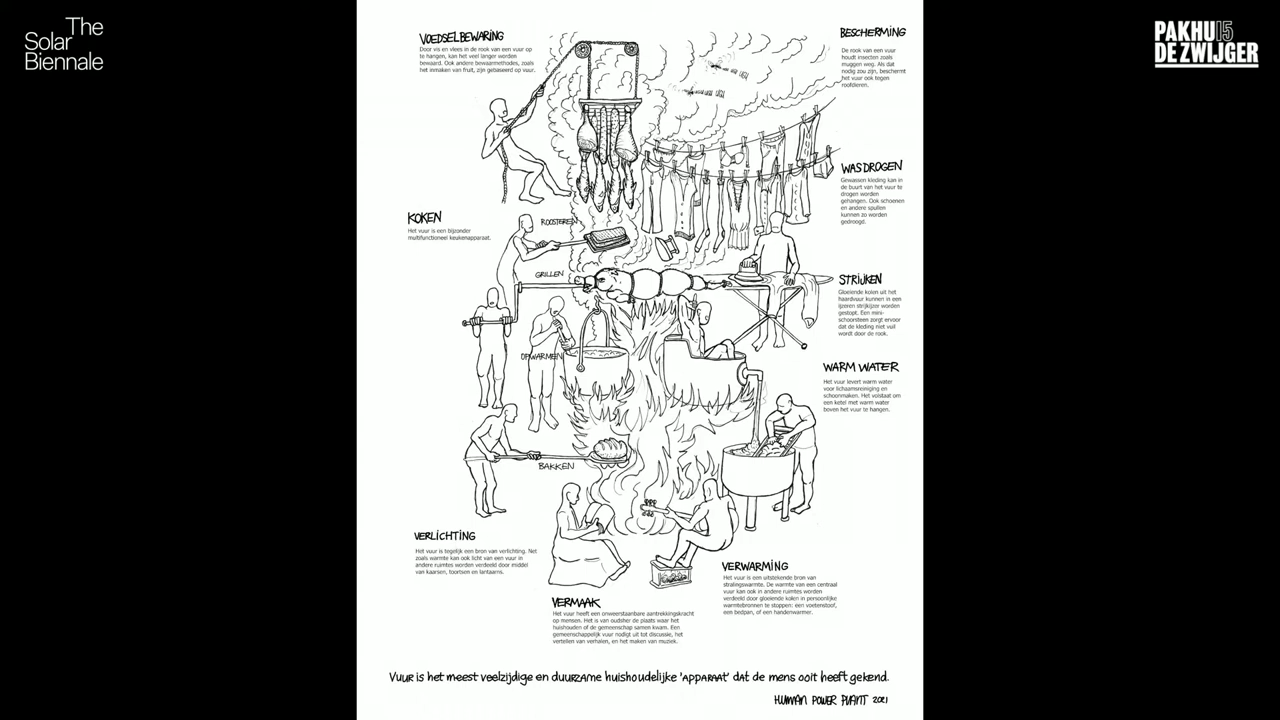 The
Solar
Biennale
PAKHUIS
DE ZWIJGER
VOEDSELBEWARING
Door vis en vlees in de rook van een vuur op
te hangen, kan het veel langer worden
bewaard. Ook andere bewaarmethodes, zoals
het inmaken van fruit, zijn gebaseerd op vuur.
BESCHERMING
De rook van een vuur
houdt insecten zoals
muggen weg. Als dat
nodig zou zijn, beschermt
het vuur ook tegen
roofdieren.
WAS DROGEN
Gewassen kleding kan in
de buurt van het vuur te
drogen worden
gehangen. Ook schoenen
en andere spullen
kunnen zo worden
gedroogd.
KOKEN
Het vuur is een bijzonder
multifunctioneel keukenapparaat.
ROOSTEREN
GRILLEN
STRIJKEN
Gloeiende kolen uit het
haardvuur kunnen in een
ijzeren strijkijzer worden
gestopt. Een mini-
schoorsteen zorgt ervoor
dat de kleding niet vuil
wordt door de rook.
OPWARMEN
WARM WATER
Het vuur levert warm water
voor lichaamsreiniging en
schoonmaken. Het volstaat om
een ketel met warm water
boven het vuur te hangen.
BAKKEN
VERLICHTING
Het vuur is tegelijk een bron van verlichting. Net
zoals warmte kan ook licht van een vuur in
andere ruimtes worden verdeeld door middel
van kaarsen, toortsen en lantaarns.
VERWARMING
Het vuur is een uitstekende bron van
stralingswarmte. De warmte van een centraal
vuur kan ook in andere ruimtes worden
verdeeld door gloeiende kolen in persoonlijke
warmtebronnen te stoppen: een voetenstoof,
een bedpan, of een handenwarmer.
VERMAAK
Het vuur heeft een onweerstaanbare aantrekkingskracht
op mensen. Het is van oudsher de plaats waar het
huishouden of de gemeenschap samen kwam. Een
gemeenschappelijk vuur nodigt uit tot discussie, het
vertellen van verhalen, en het maken van muziek.
Vuur is het meest veelzijdige en duurzame huishoudelijke 'apparaat' dat de mens ooit heeft gekend.
HUMAN POWER PLANT 2021